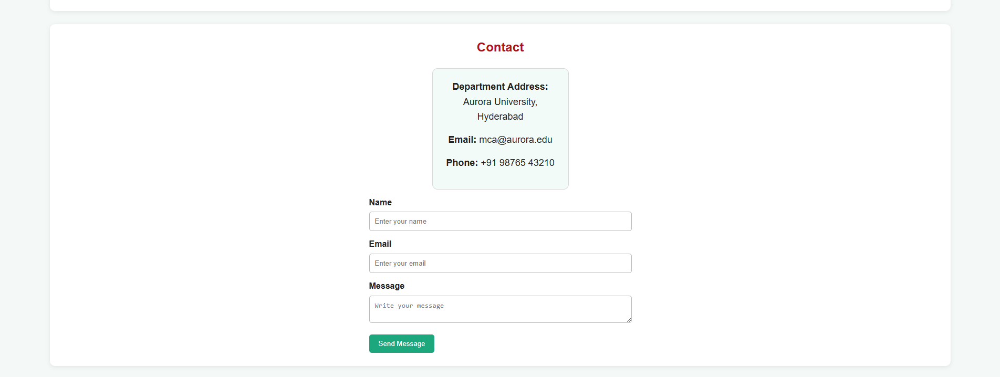 Contact
Department Address:
Aurora University,
Hyderabad
Email: mca@aurora.edu
Phone: +91 98765 43210
Name
Enter your name
Email
Enter your email
Message
Write your message
Send Message